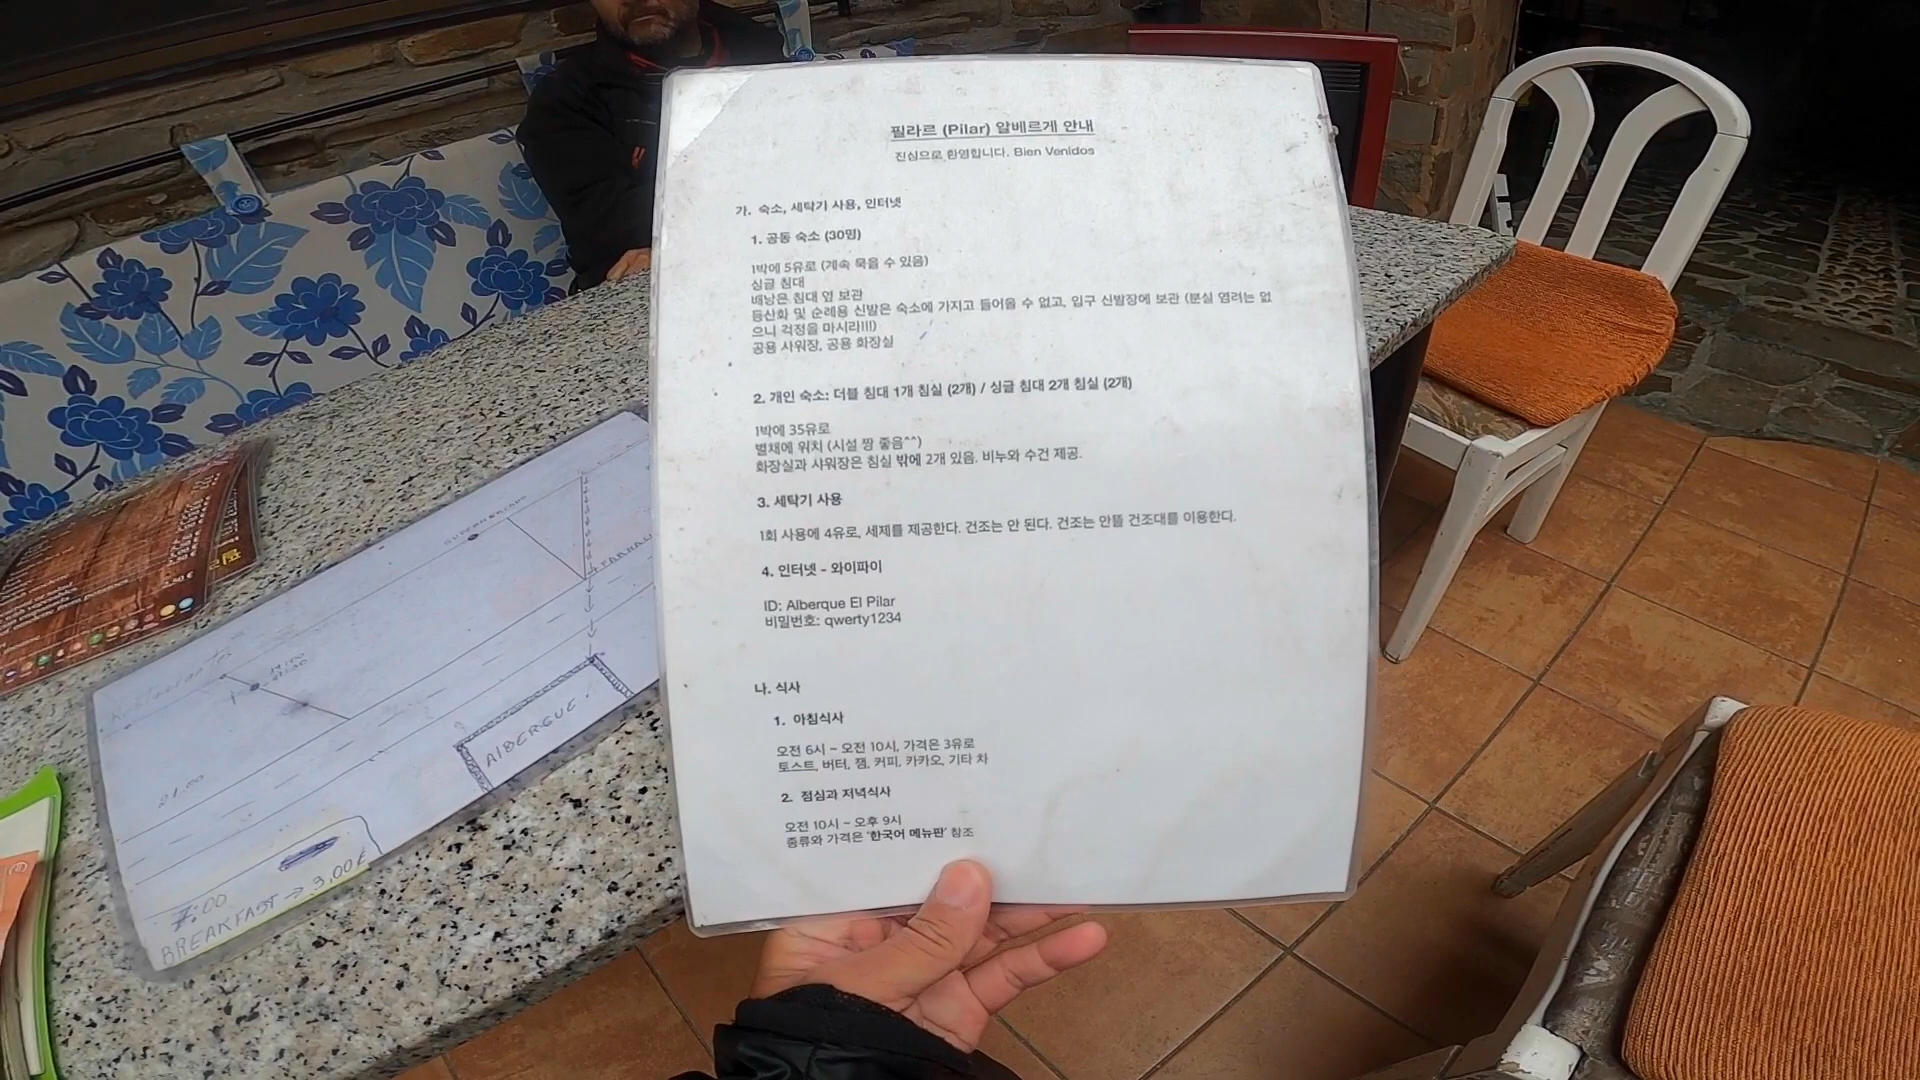 필라르 (Pilar) 알베르게 안내
진심으로 환영합니다. Bien Venidos
가. 숙소, 세탁기 사용, 인터넷
1. 공동 숙소 (30명)
1박에 5유로 (계속 묵을 수 있음)
싱글 침대
배낭은 침대 옆 보관
등산화 및 순례용 신발은 숙소에 가지고 들어올 수 없고, 입구 신발장에 보관 (분실 염려는 없
으니 걱정을 마시라!!!)
공용 샤워장, 공용 화장실
2. 개인 숙소: 더블 침대 1개 침실 (2개) / 싱글 침대 2개 침실 (2개)
1박에 35유로
별채에 위치 (시설 짱 좋음^^)
화장실과 샤워장은 침실 밖에 2개 있음. 비누와 수건 제공.
3. 세탁기 사용
1회 사용에 4유로, 세제를 제공한다. 건조는 안 된다. 건조는 안뜰 건조대를 이용한다.
4. 인터넷 - 와이파이
ID: Alberque El Pilar
비밀번호: qwerty1234
나. 식사
1. 아침식사
오전 6시 ~ 오전 10시, 가격은 3유로
토스트, 버터, 잼, 커피, 카카오, 기타 차
2. 점심과 저녁식사
오전 10시 ~ 오후 9시
종류와 가격은 '한국어 메뉴판' 참조
ALBERGUE
21:00
7:00
BREAKFAST → 3,00€